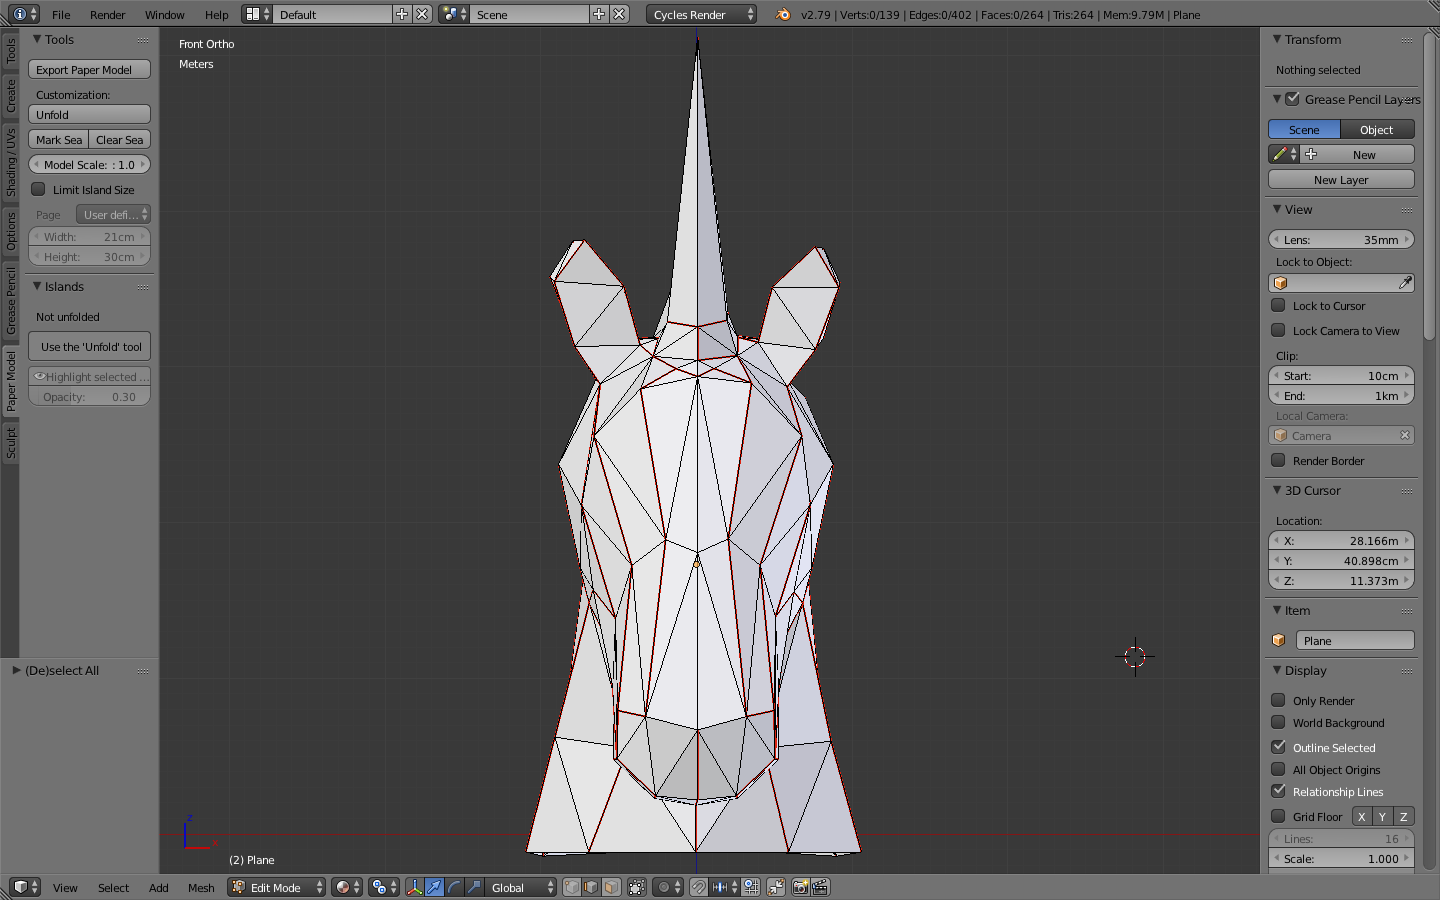 File Render Window Help Default Scene Cycles Render v2.79 | Verts:0/139 | Edges:0/402 | Faces:0/264 | Tris:264 | Mem:9.79M | Plane
Tools
Create
Shading / UVs
Options
Grease Pencil
Paper Model
Sculpt
Tools
Export Paper Model
Customization:
Unfold
Mark Sea Clear Sea
Model Scale: : 1.0
Limit Island Size
Page User defi...
Width: 21cm
Height: 30cm
Islands
Not unfolded
Use the 'Unfold' tool
Highlight selected ...
Opacity: 0.30
(De)select All
Front Ortho
Meters
z
x
(2) Plane
Transform
Nothing selected
Grease Pencil Layers
Scene Object
New
New Layer
View
Lens: 35mm
Lock to Object:
Lock to Cursor
Lock Camera to View
Clip:
Start: 10cm
End: 1km
Local Camera:
Camera
Render Border
3D Cursor
Location:
X: 28.166m
Y: 40.898cm
Z: 11.373m
Item
Plane
Display
Only Render
World Background
Outline Selected
All Object Origins
Relationship Lines
Grid Floor X Y Z
Lines: 16
Scale: 1.000
View Select Add Mesh Edit Mode Global